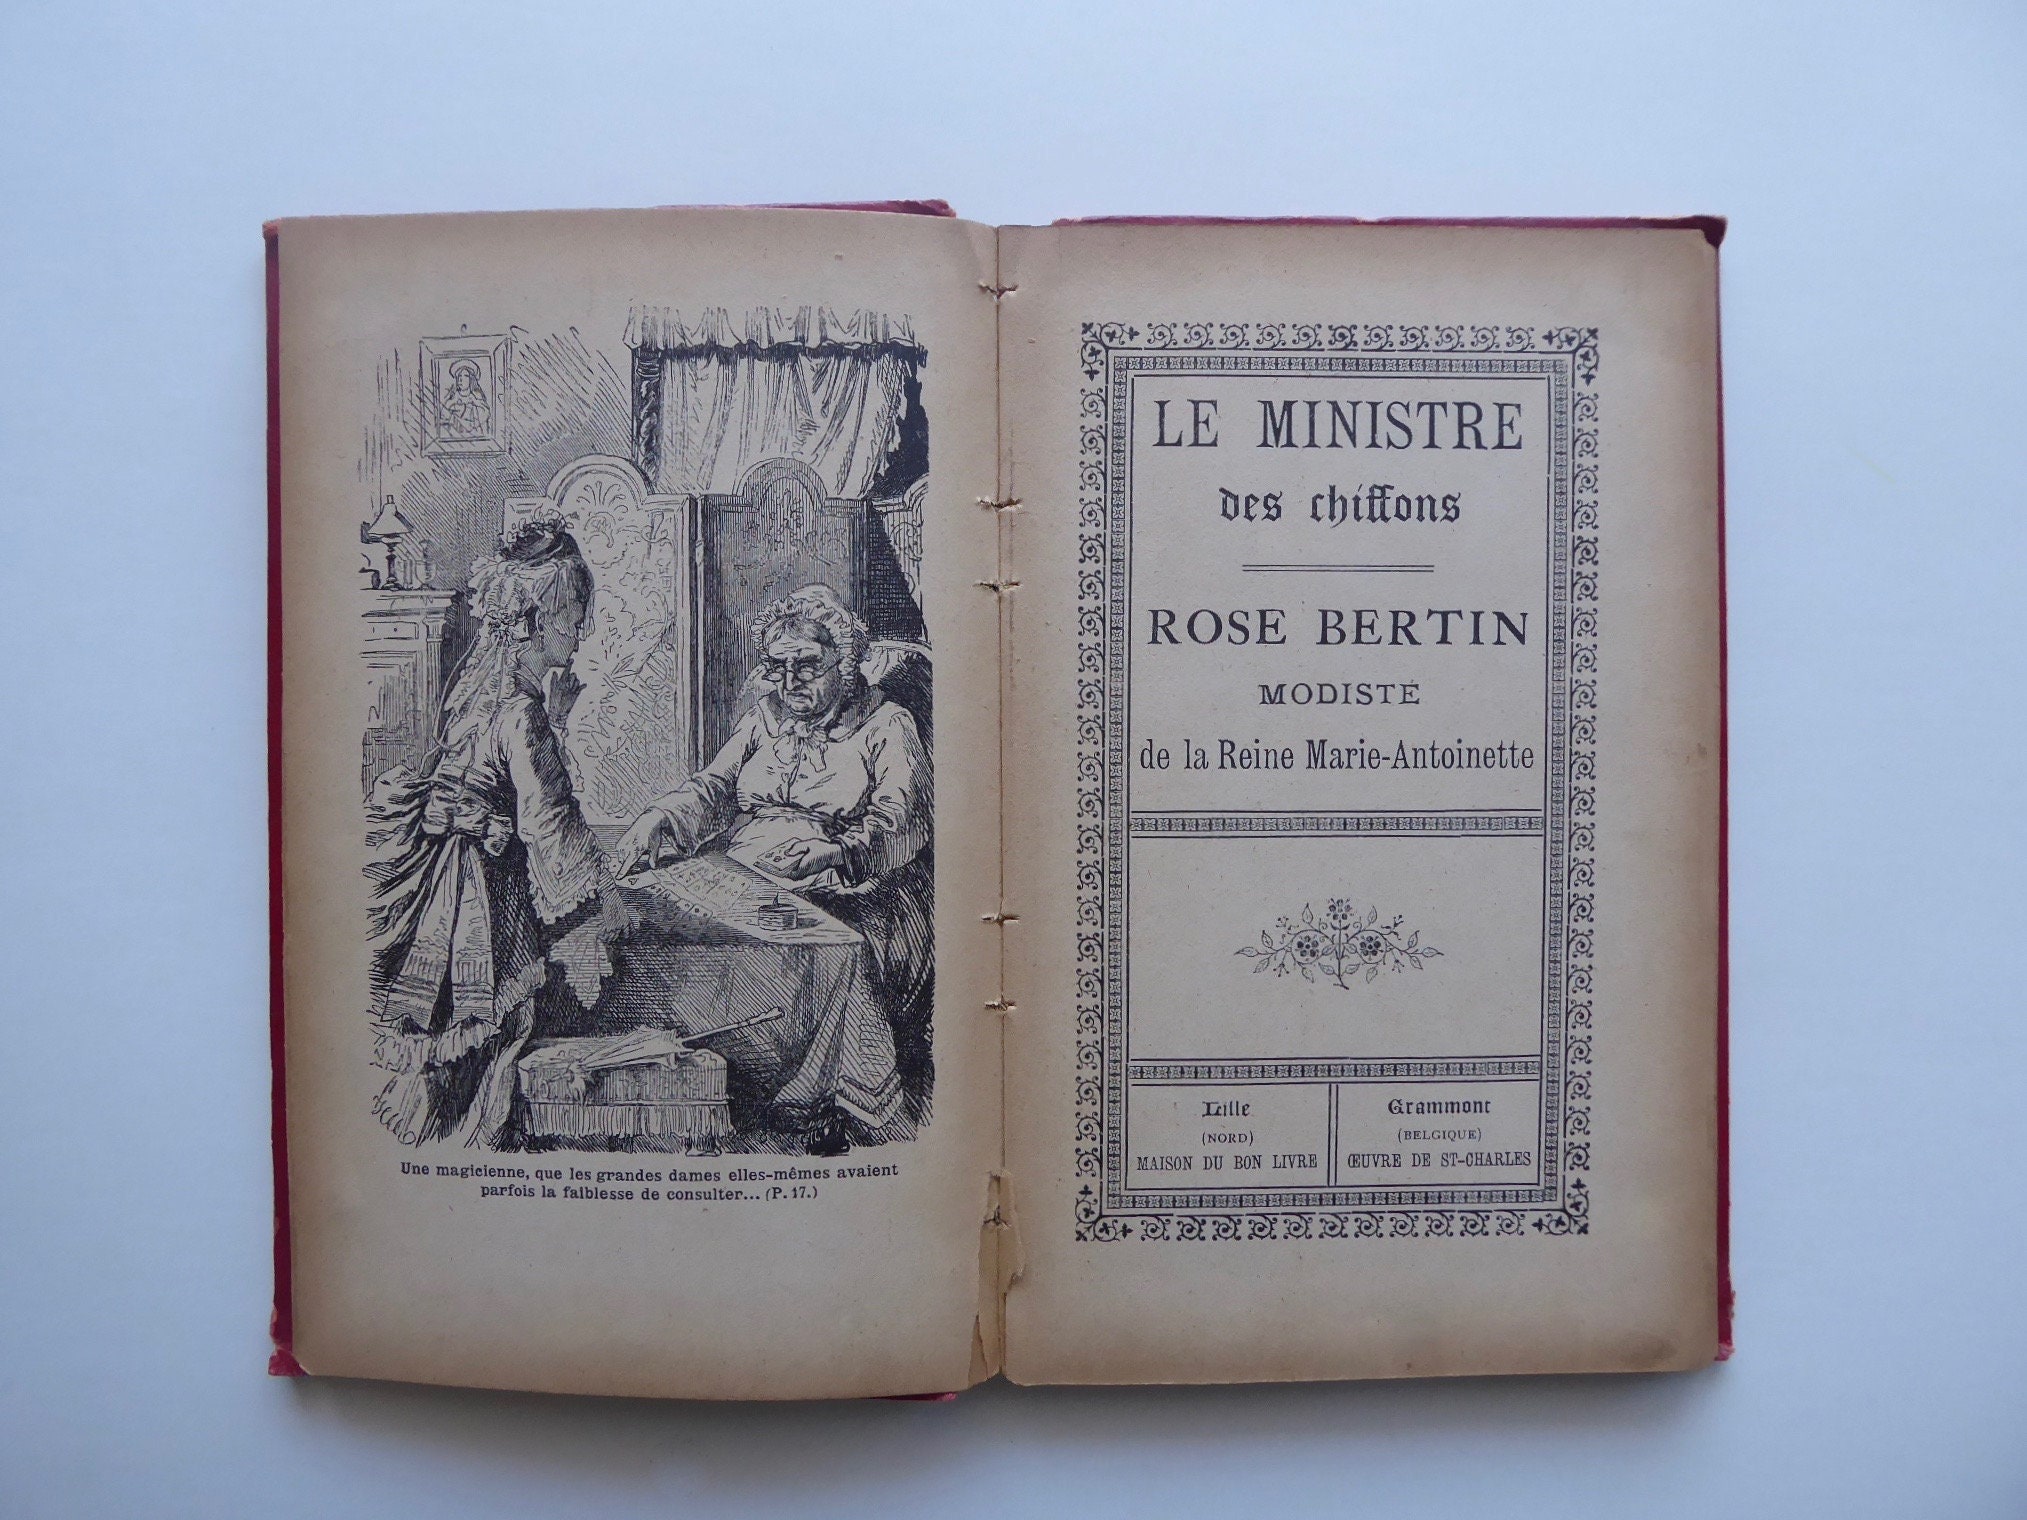 Une magicienne, que les grandes dames elles-mêmes avaient
parfois la faiblesse de consulter... (P. 17.)
LE MINISTRE
des chiffons
ROSE BERTIN
MODISTE
de la Reine Marie-Antoinette
Lille
(NORD)
MAISON DU BON LIVRE
Grammont
(BELGIQUE)
ŒUVRE DE ST-CHARLES